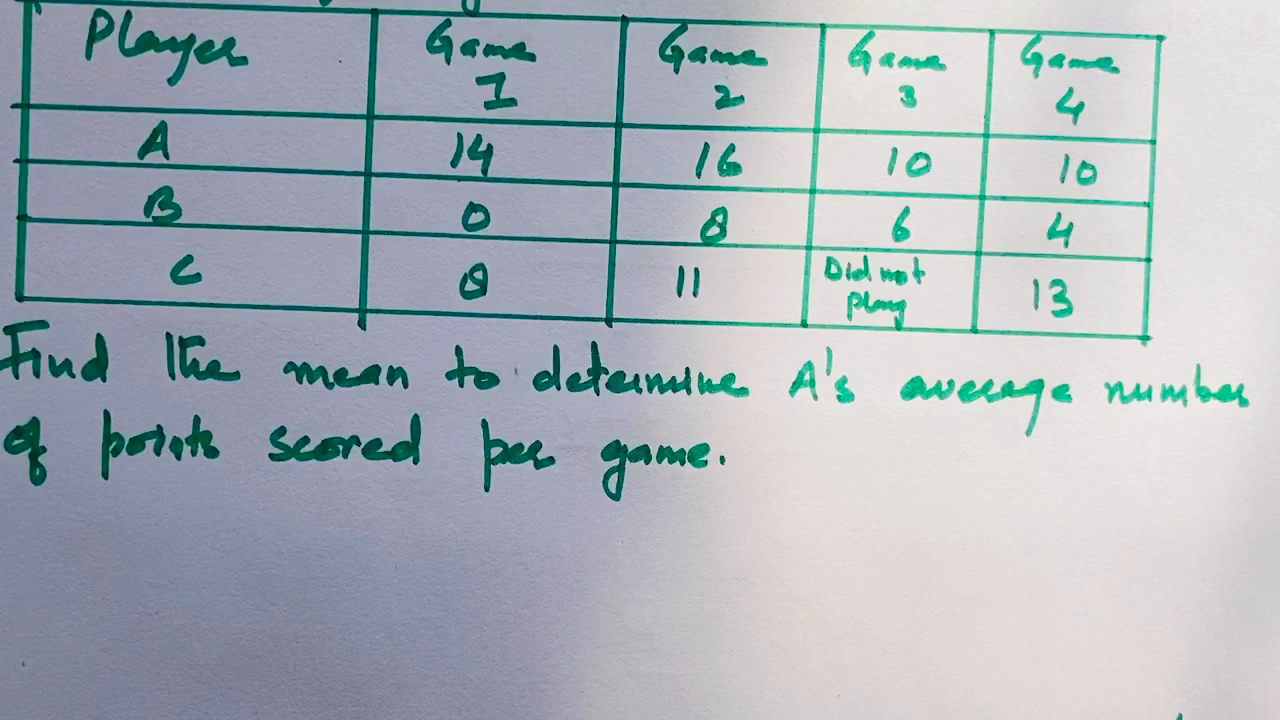 Player Game 1 Game 2 Game 3 Game 4
A 14 16 10 10
B 0 8 6 4
C 8 11 Did not Play 13
Find the mean to determine A's average number
of points scored per game.